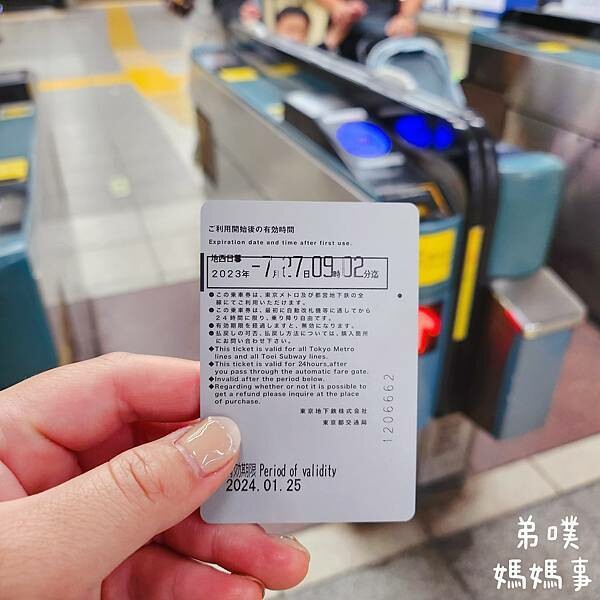 ご利用開始後の有効時間
Expiration date and time after first use.
2023年 -7月27日09時02分迄
●この乗車券は、東京メトロ及び都営地下鉄の全
線にてご利用いただけます。
●この乗車券は、最初に自動改札機等に通してから
24時間に限り、乗り降り自由です。
●有効期限を経過しますと、無効になります。
●払戻しの可否、払戻し方法については、購入箇所
にお問い合わせ下さい。
◆This ticket is valid for all Tokyo Metro
lines and all Toei Subway lines.
◆This ticket is valid for 24hours,after
you pass through the automatic fare gate.
◆Invalid after the period below.
◆Regarding whether or not it is possible to
get a refund please inquire at the place
of purchase.
東京地下鉄株式会社
東京都交通局
1206662
Period of validity
2024.01.25
弟噗
媽媽事